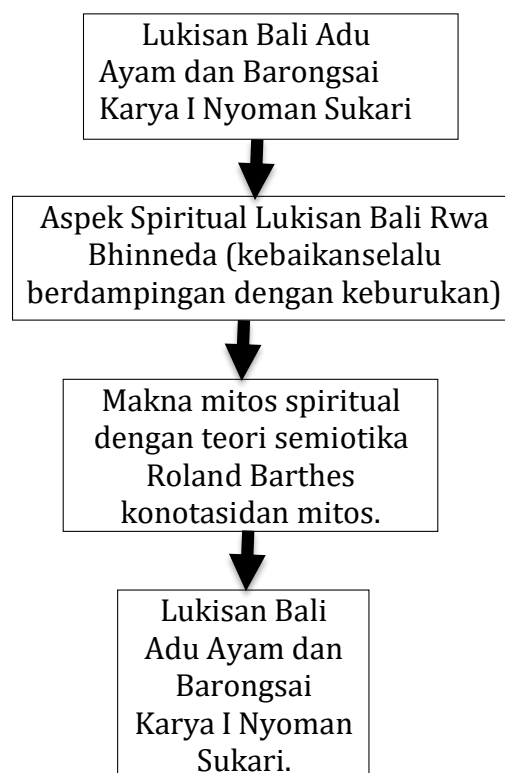 Lukisan Bali Adu
Ayam dan Barongsai
Karya I Nyoman Sukari
Aspek Spiritual Lukisan Bali Rwa
Bhinneda (kebaikanselalu
berdampingan dengan keburukan)
Makna mitos spiritual
dengan teori semiotika
Roland Barthes
konotasidan mitos.
Lukisan Bali
Adu Ayam dan
Barongsai
Karya I Nyoman
Sukari.